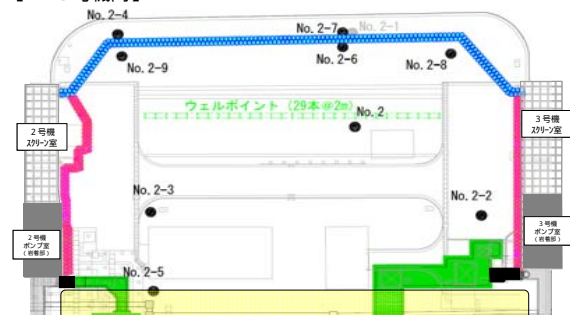 No. 2-4
No. 2-7
No. 2-1
No. 2-9
No. 2-6
No. 2-8
ウェルポイント (29本@2m)
No. 2
2号機
スクリーン室
3号機
スクリーン室
No. 2-3
No. 2-2
2号機
ポンプ室
(岩着部)
3号機
ポンプ室
(岩着部)
No. 2-5